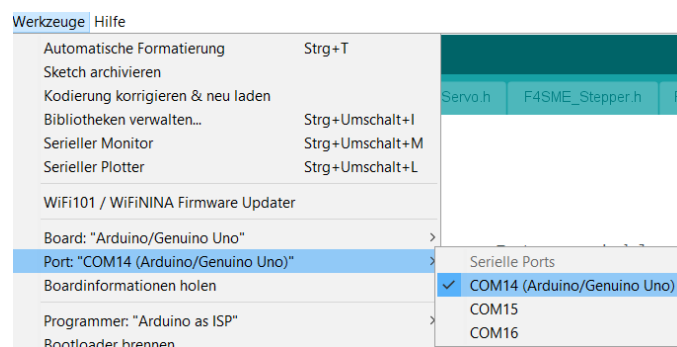 Werkzeuge Hilfe
Automatische Formatierung Strg+T
Sketch archivieren
Kodierung korrigieren & neu laden
Servo.h F4SME_Stepper.h
Bibliotheken verwalten... Strg+Umschalt+I
Serieller Monitor Strg+Umschalt+M
Serieller Plotter Strg+Umschalt+L
WiFi101 / WiFiNINA Firmware Updater
Board: "Arduino/Genuino Uno"
Port: "COM14 (Arduino/Genuino Uno)"
Serielle Ports
Boardinformationen holen
COM14 (Arduino/Genuino Uno)
COM15
Programmer: "Arduino as ISP"
COM16
Bootloader brennen